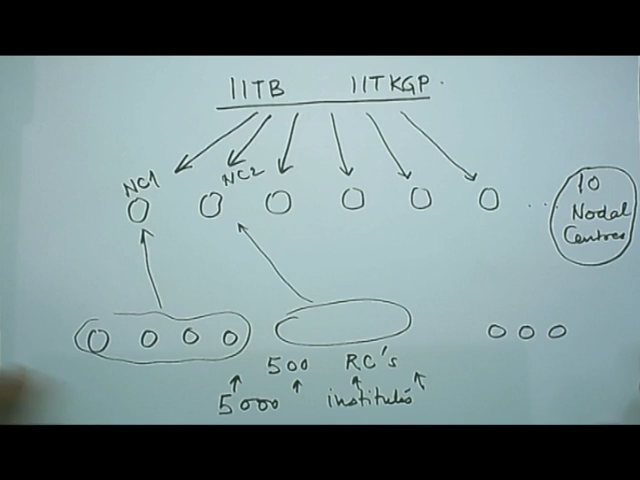 IITB IITKGP.
NC1 NC2
10
Nodal
Centres
500 RC's
5000 institutes